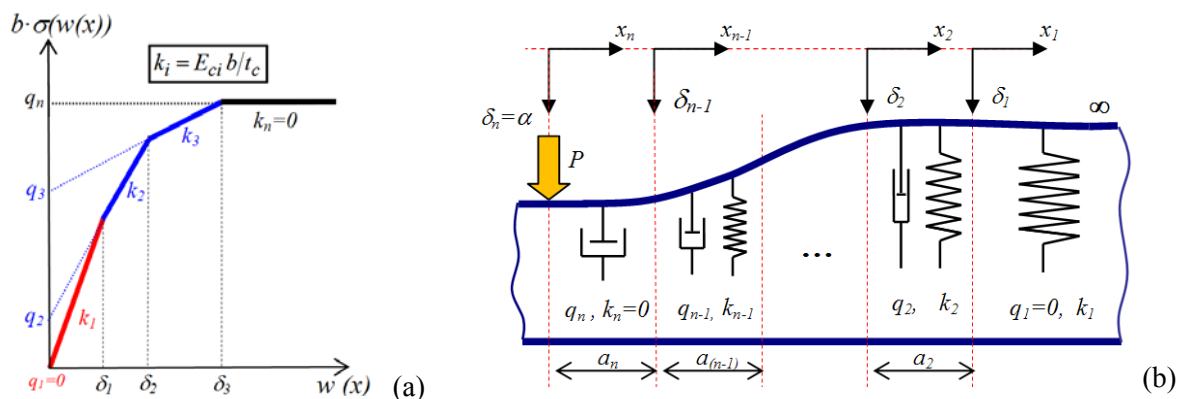 b·σ(w(x))
k_i = E_ci b/t_c
q_n
k_n=0
k_3
q_3
k_2
q_2
k_1
q_1=0
δ_1
δ_2
δ_3
w (x)
(a)
x_n
x_n-1
x_2
x_1
δ_n=α
δ_n-1
δ_2
δ_1
∞
P
...
q_n , k_n=0
q_n-1, k_n-1
q_2, k_2
q_1=0, k_1
a_n
a_(n-1)
a_2
(b)